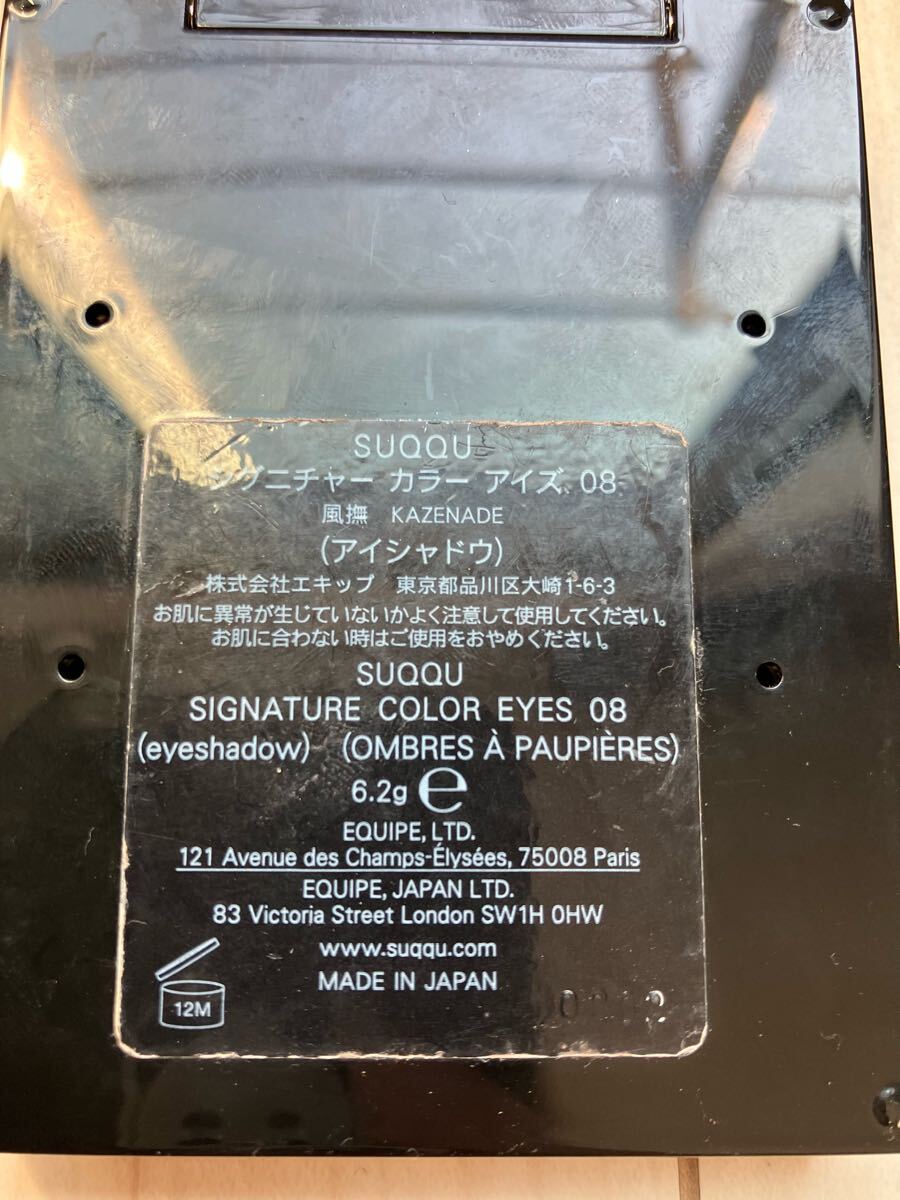 SUQQU
シグニチャー カラー アイズ 08
風撫 KAZENADE
(アイシャドウ)
株式会社エキップ 東京都品川区大崎1-6-3
お肌に異常が生じていないかよく注意して使用してください。
お肌に合わない時はご使用をおやめください。
SUQQU
SIGNATURE COLOR EYES 08
(eyeshadow) (OMBRES À PAUPIÈRES)
6.2g ℮
EQUIPE, LTD.
121 Avenue des Champs-Élysées, 75008 Paris
EQUIPE, JAPAN LTD.
83 Victoria Street London SW1H 0HW
www.suqqu.com
MADE IN JAPAN
12M